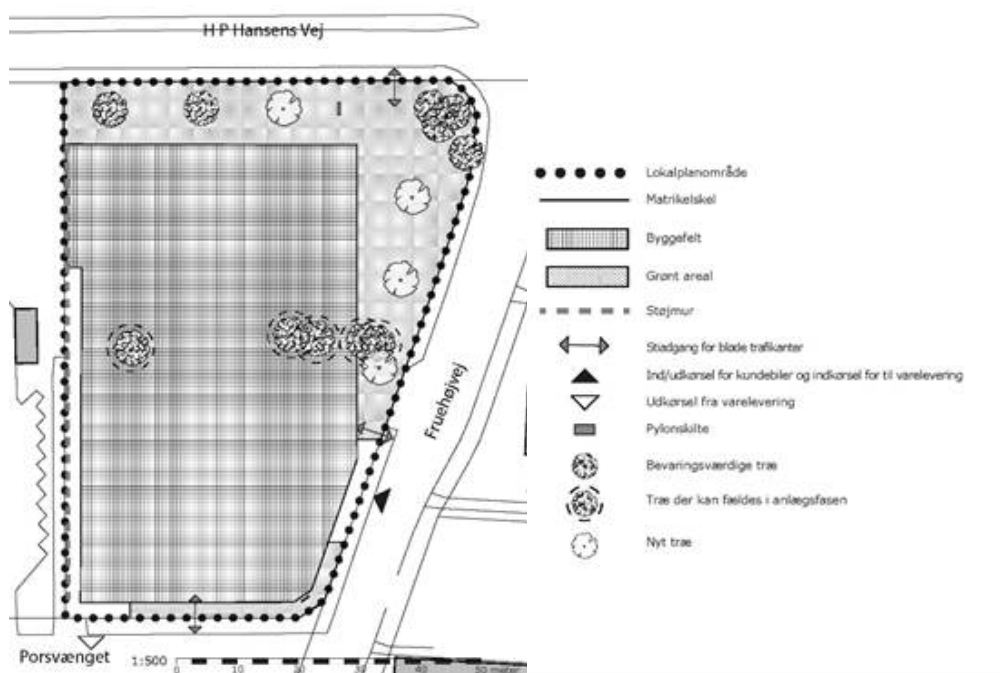 H P Hansens Vej
Lokalplanområde
Matrikelskel
Byggefelt
Grønt areal
Støjmur
Stiadgang for bløde trafikanter
Ind/udkørsel for kundebiler og indkørsel for til varelevering
Udkørsel fra varelevering
Pylonskilte
Bevaringsværdige træ
Træ der kan fældes i anlægsfasen
Nyt træ
Fruehøjvej
Porsvænget
1:500
0 10 20 30 40 50 meter